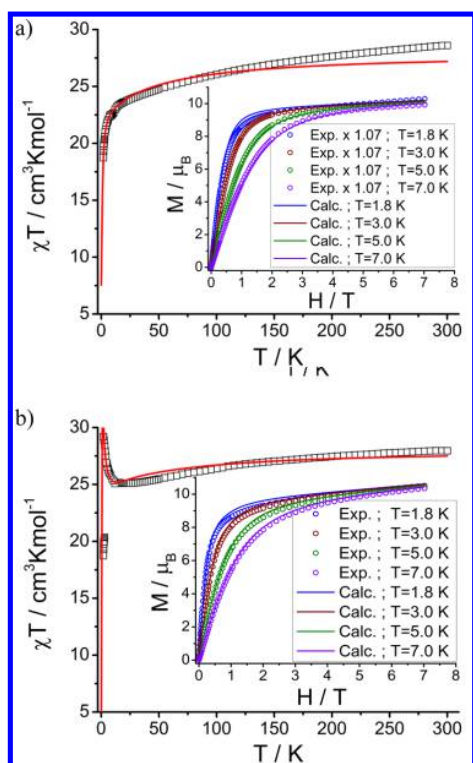 a)
30
25
20
15
10
5
χT / cm³Kmol⁻¹
10
8
6
4
2
0
M / μB
Exp. x 1.07 ; T=1.8 K
Exp. x 1.07 ; T=3.0 K
Exp. x 1.07 ; T=5.0 K
Exp. x 1.07 ; T=7.0 K
Calc. ; T=1.8 K
Calc. ; T=3.0 K
Calc. ; T=5.0 K
Calc. ; T=7.0 K
0 1 2 3 4 5 6 7 8
H / T
0 50 100 150 200 250 300
T / K
b)
30
25
20
15
10
5
χT / cm³Kmol⁻¹
10
8
6
4
2
0
M / μB
Exp. ; T=1.8 K
Exp. ; T=3.0 K
Exp. ; T=5.0 K
Exp. ; T=7.0 K
Calc. ; T=1.8 K
Calc. ; T=3.0 K
Calc. ; T=5.0 K
Calc. ; T=7.0 K
0 1 2 3 4 5 6 7 8
H / T
0 50 100 150 200 250 300
T / K